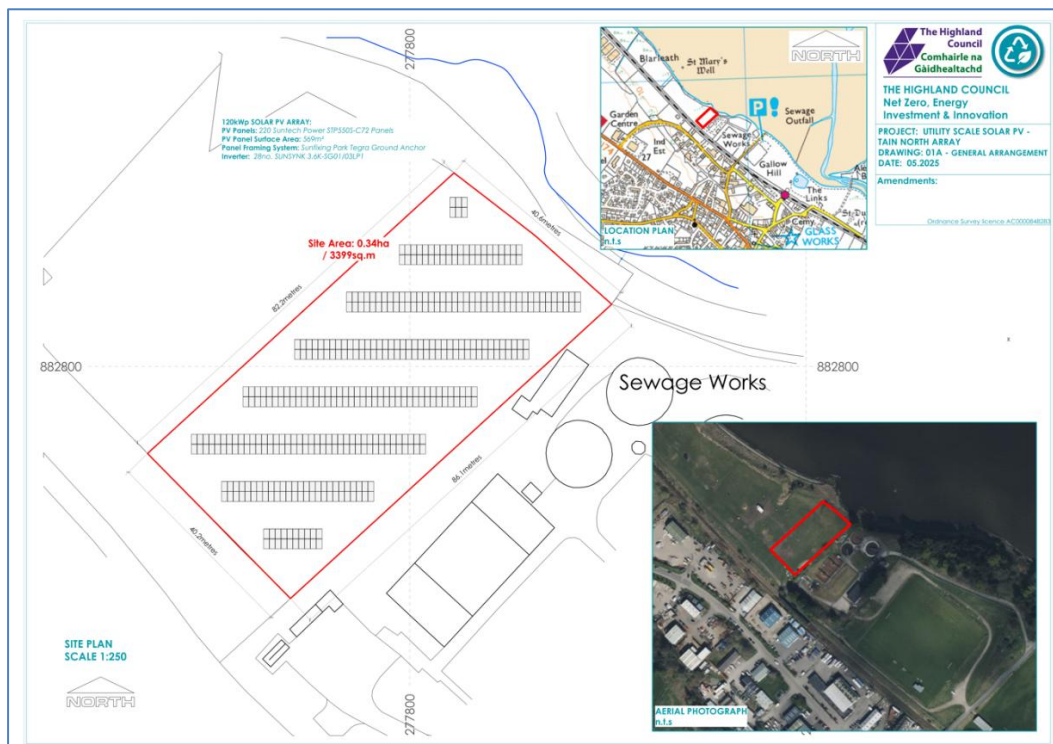 277800
120kWp SOLAR PV ARRAY:
PV Panels: 220 Suntech Power STP550S-C72 Panels
PV Panel Surface Area: 569m²
Panel Framing System: Sunfixing Park Tegra Ground Anchor
Inverter: 28no. SUNSYNK 3.6K-SG01/03LP1
Site Area: 0.34ha
/ 3399sq.m
40.6metres
82.2metres
86.1metres
40.2metres
882800
882800
Sewage Works
277800
SITE PLAN
SCALE 1:250
NORTH
NORTH
Blarleath
St Mary's
Well
Garden
Centre
Ind
Est
27
Sewage
Works
Sewage
Outfall
Gallow
Hill
The
Links
Cemy
GLASS
WORKS
LOCATION PLAN
n.t.s
The Highland
Council
Comhairle na
Gàidhealtachd
THE HIGHLAND COUNCIL
Net Zero, Energy
Investment & Innovation
PROJECT: UTILITY SCALE SOLAR PV -
TAIN NORTH ARRAY
DRAWING: 01A - GENERAL ARRANGEMENT
DATE: 05.2025
Amendments:
AERIAL PHOTOGRAPH
n.t.s